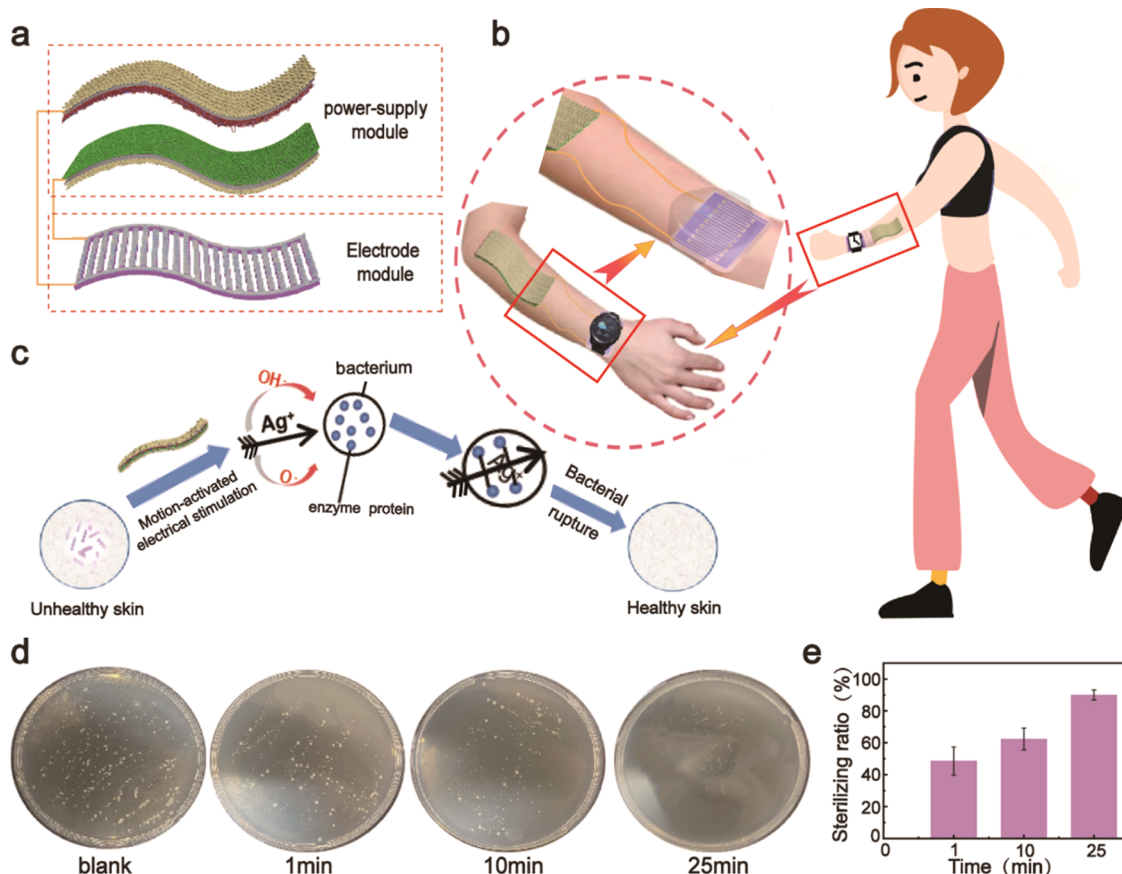 a
power-supply
module
Electrode
module
b
c
OH-
Ag+
O-
bacterium
enzyme protein
Motion-activated
electrical stimulation
Ag+
Bacterial
rupture
Unhealthy skin
Healthy skin
d
blank
1min
10min
25min
e
Sterilizing ratio (%)
100
80
60
40
20
0
0 1 10 25
Time (min)